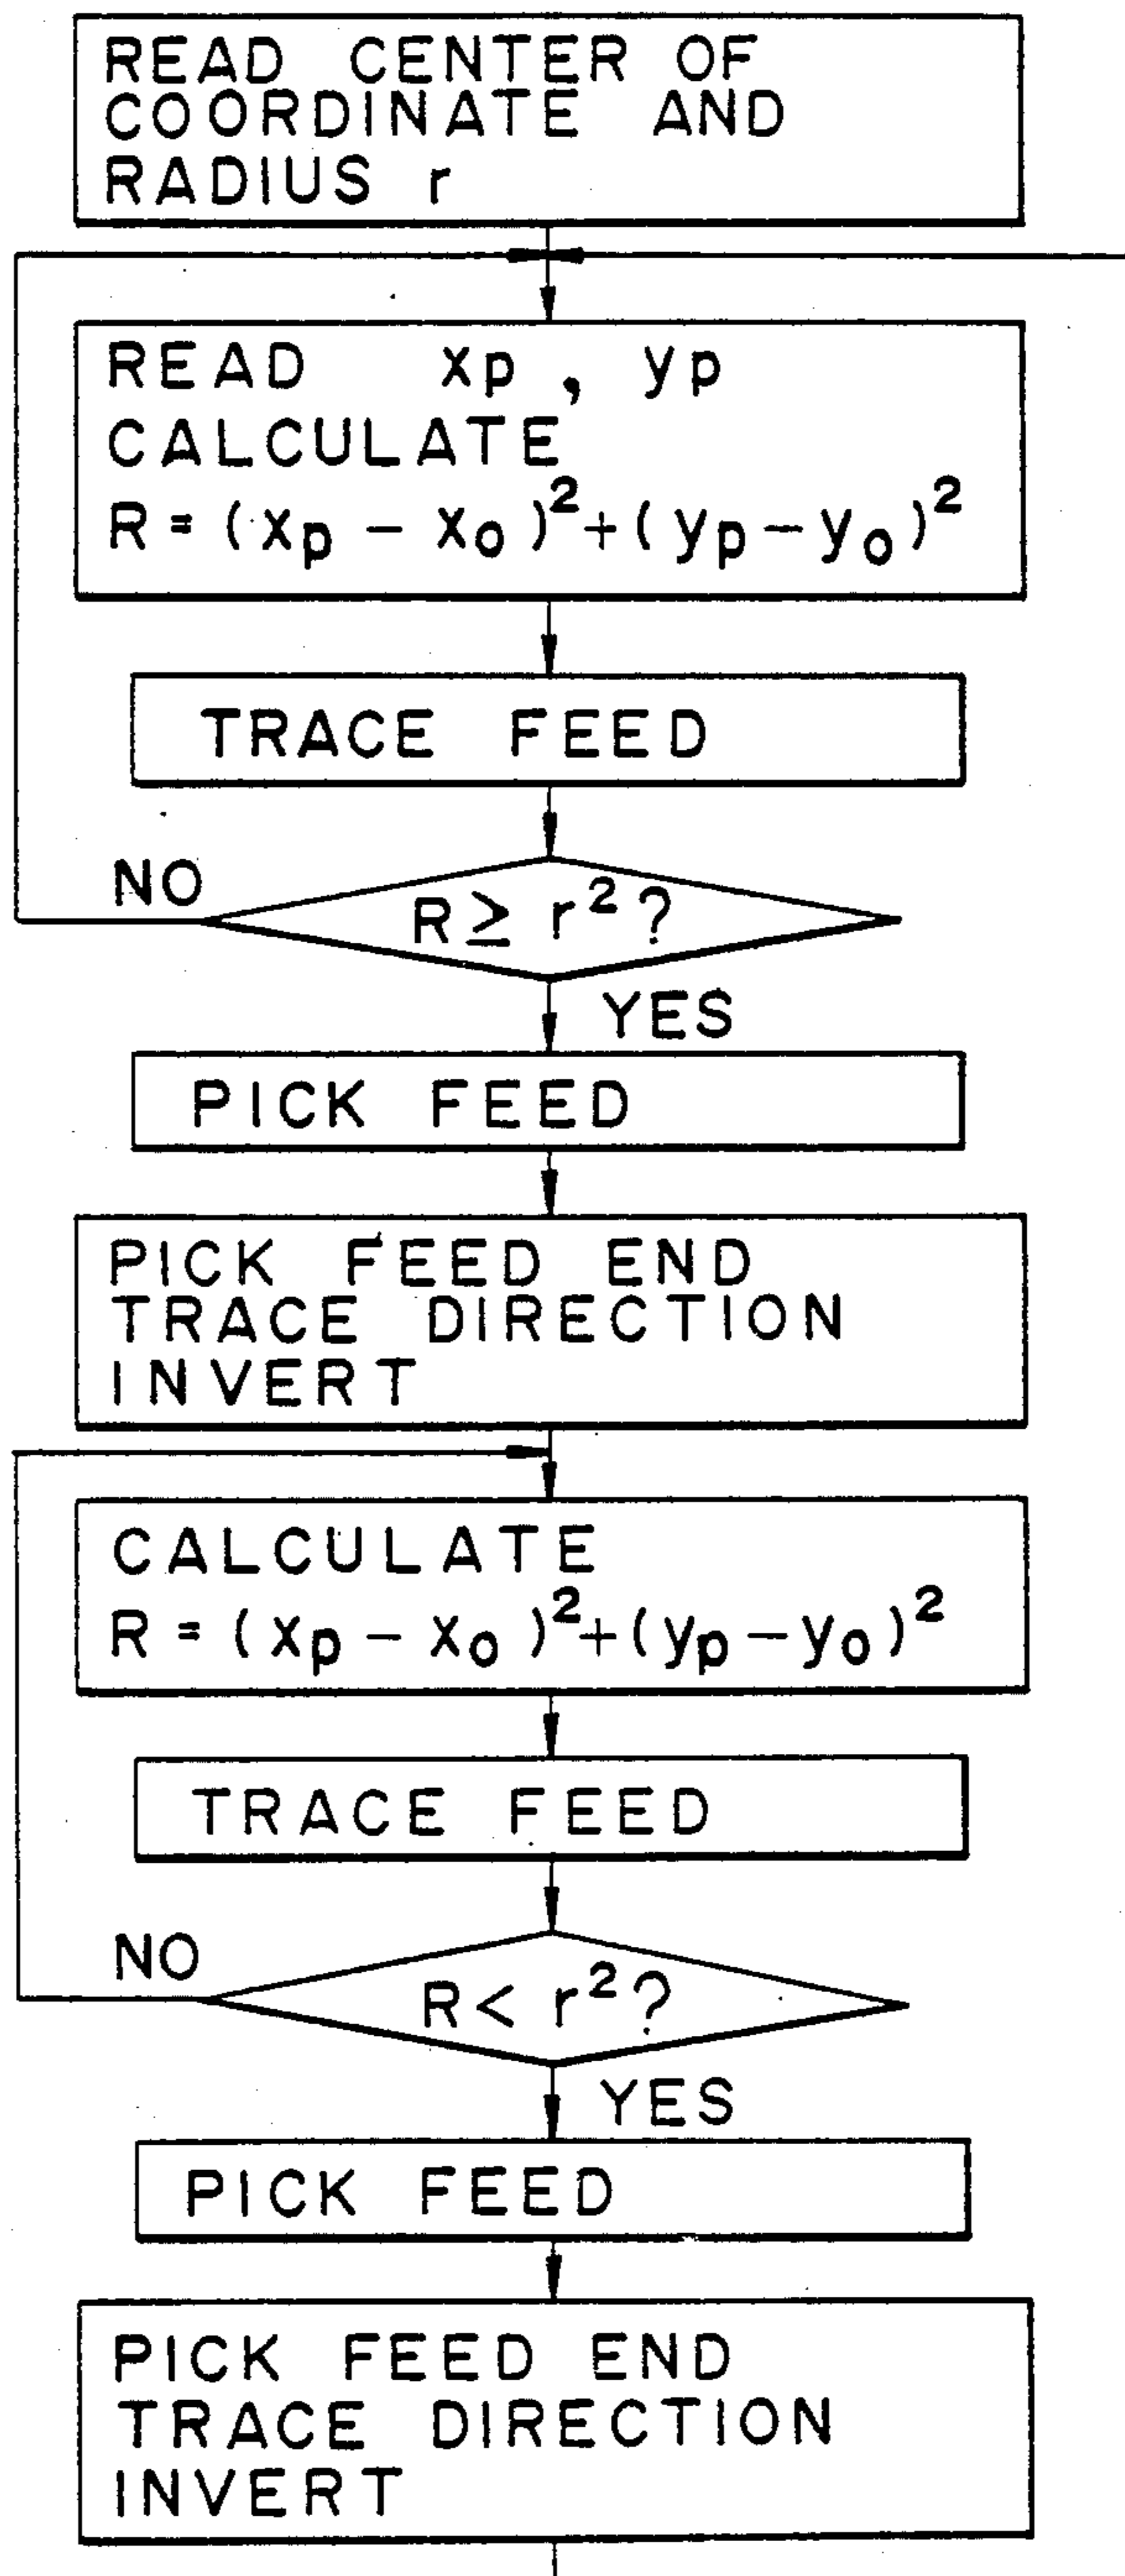 READ CENTER OF
COORDINATE AND
RADIUS r
READ xp , yp
CALCULATE
R = (xp - xo )²+(yp-yo)²
TRACE FEED
NO
R ≥ r²?
YES
PICK FEED
PICK FEED END
TRACE DIRECTION
INVERT
CALCULATE
R = (xp - xo )²+(yp-yo)²
TRACE FEED
NO
R < r²?
YES
PICK FEED
PICK FEED END
TRACE DIRECTION
INVERT